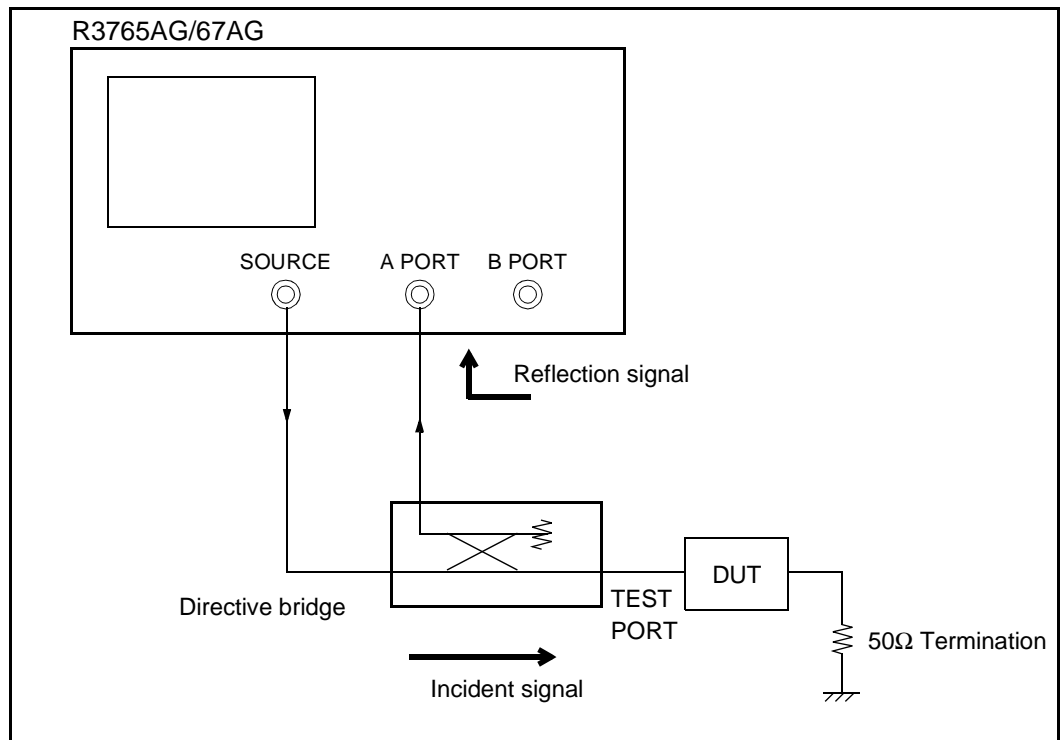 R3765AG/67AG
SOURCE
A PORT
B PORT
Reflection signal
Directive bridge
TEST
PORT
DUT
50Ω Termination
Incident signal